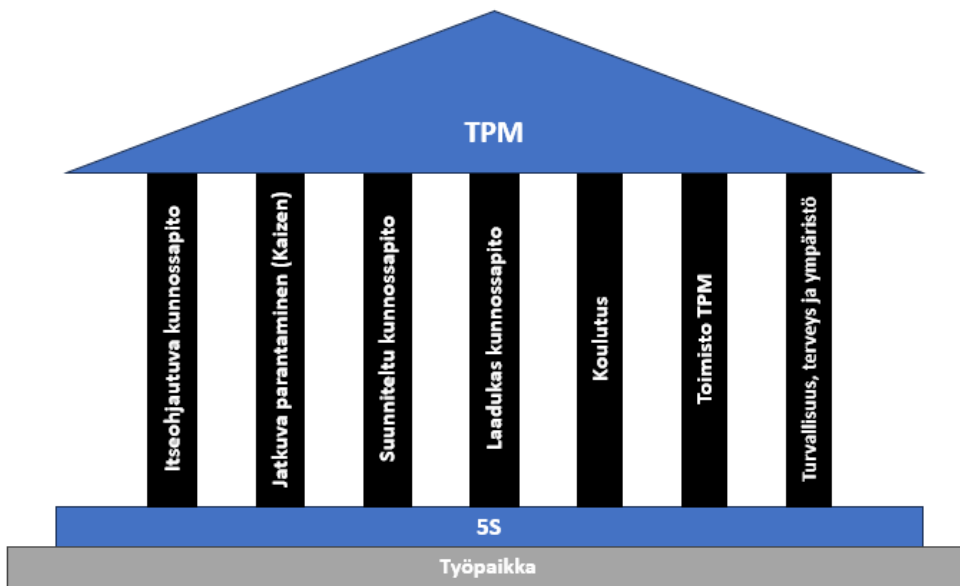 TPM
Itseohjautuva kunnossapito
Jatkuva parantaminen (Kaizen)
Suunniteltu kunnossapito
Laadukas kunnossapito
Koulutus
Toimisto TPM
Turvallisuus, terveys ja ympäristö
5S
Työpaikka